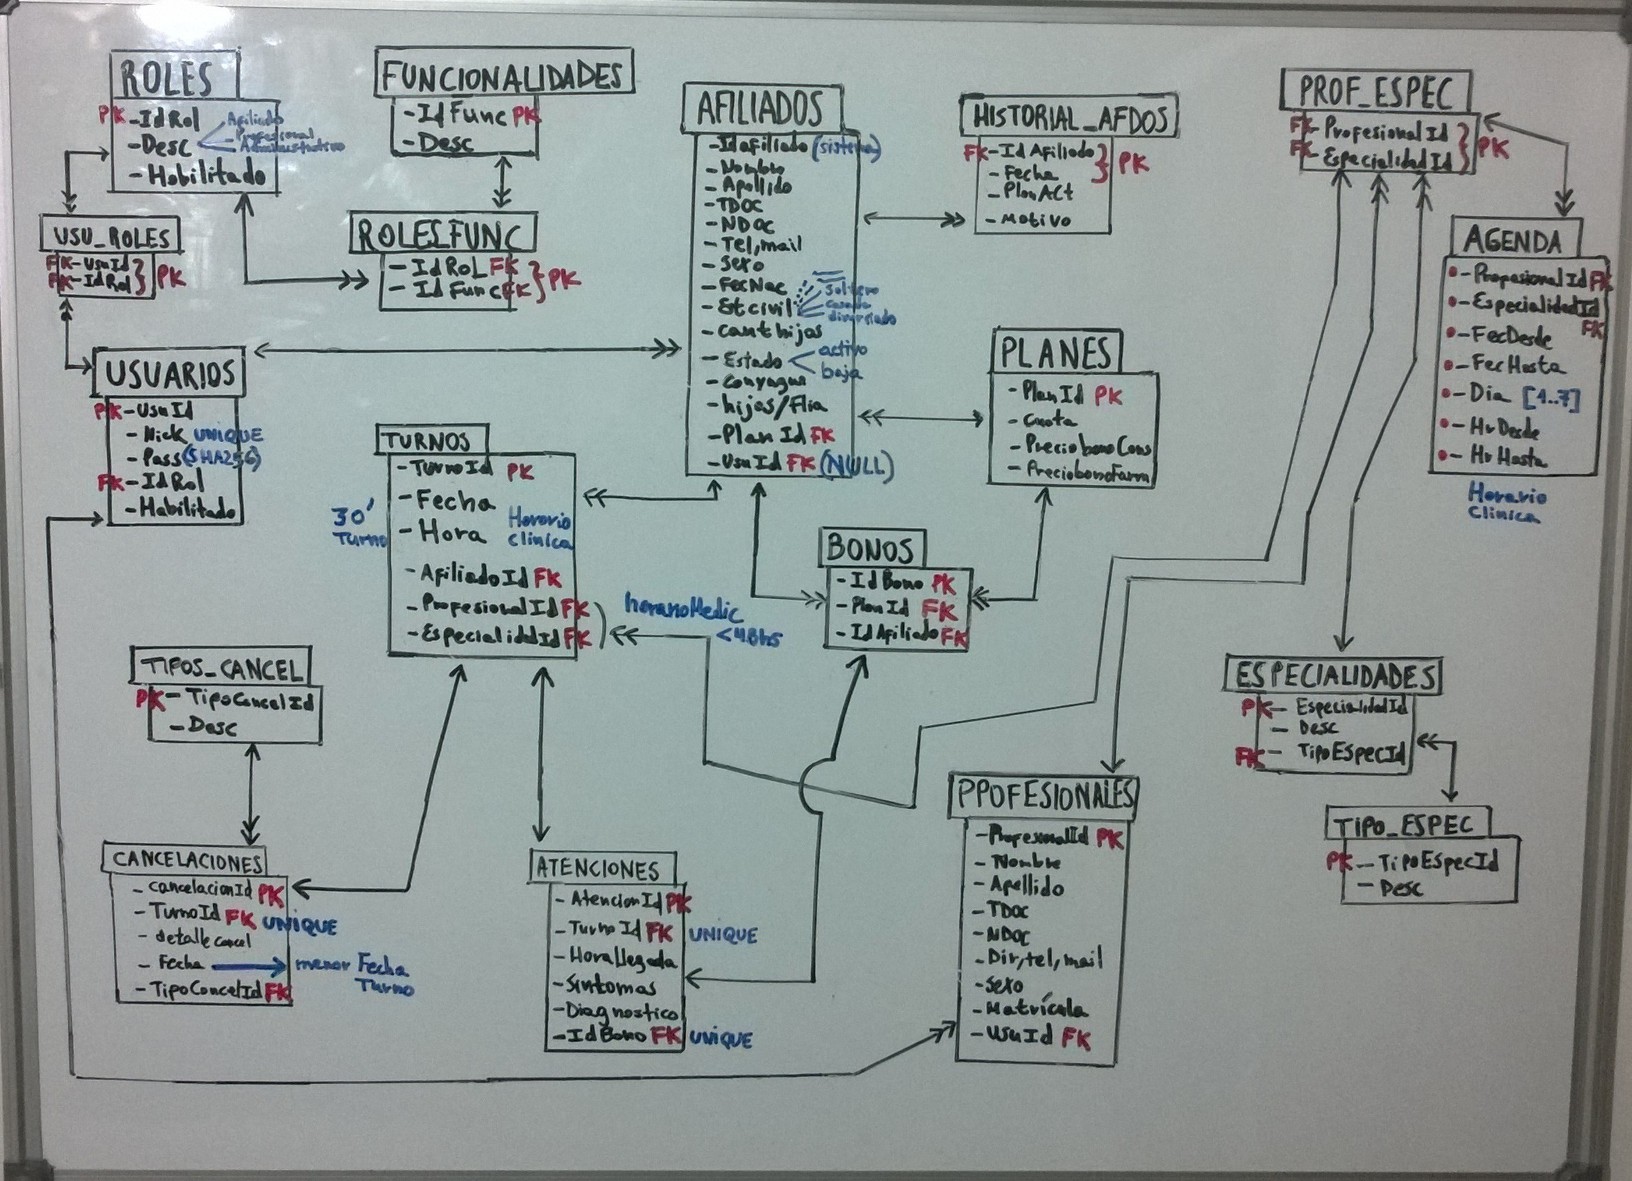 ROLES
PK -IdRol
-Desc
Afiliado
-Profesional
Administrativo
-Habilitado
FUNCIONALIDADES
-IdFunc PK
-Desc
USU_ROLES
FK-UsuId
FK-IdRol } PK
ROLES_FUNC
-IdRoL FK
-IdFunc FK } PK
USUARIOS
PK-UsuId
-Nick UNIQUE
-Pass (SHA256)
FK-IdRol
-Habilitado
AFILIADOS
-IdAfiliado (sistema)
-Nombre
-Apellido
-TDOC
-NDOC
-Tel, mail
-Sexo
-FecNac
-Estcivil
Soltero
casado
divorciado
-canthijos
-Estado
activo
baja
-Conyague
-hijos/flia
-Plan Id FK
-UsuId FK (NULL)
HISTORIAL_AFDOS
FK-IdAfiliado
-Fecha } PK
-PlanAct
-Motivo
PLANES
-PlanId PK
-Cuota
-PreciobonoCons
-PreciobonoFarm
PROF_ESPEC
FK- ProfesionalId
FK- EspecialidadId } PK
AGENDA
-ProfasionalId FK
-EspecialidadId
FK
-FecDesde
-FecHasta
-Dia [1..7]
-HrDesde
-HrHasta
Horario
Clinica
TURNOS
-TurnoId PK
-Fecha
-Hora
Horario
clinica
30'
Turno
-AfiliadoId FK
-ProfesionalId FK
-EspecialidadId FK
horarioMedic
<48hs
BONOS
-IdBono PK
-PlanId FK
-IdAfiliado FK
TIPOS_CANCEL
PK-TipoCancelId
-Desc
CANCELACIONES
-CancelacionId PK
-TurnoId FK UNIQUE
-detalle cancel
-Fecha → menor Fecha
Turno
-TipoCancelId FK
ATENCIONES
-AtencionId PK
-TurnoId FK UNIQUE
-Horallegada
-Sintomas
-Diagnostico
-IdBono FK UNIQUE
PROFESIONALES
-ProfesionalId PK
-Nombre
-Apellido
-TDOC
-NDOC
-Dir, tel, mail
-Sexo
-Matrícula
-UsuId FK
ESPECIALIDADES
PK- EspecialidadId
- Desc
FK- TipoEspecId
TIPO_ESPEC
PK-TipoEspecId
-Desc